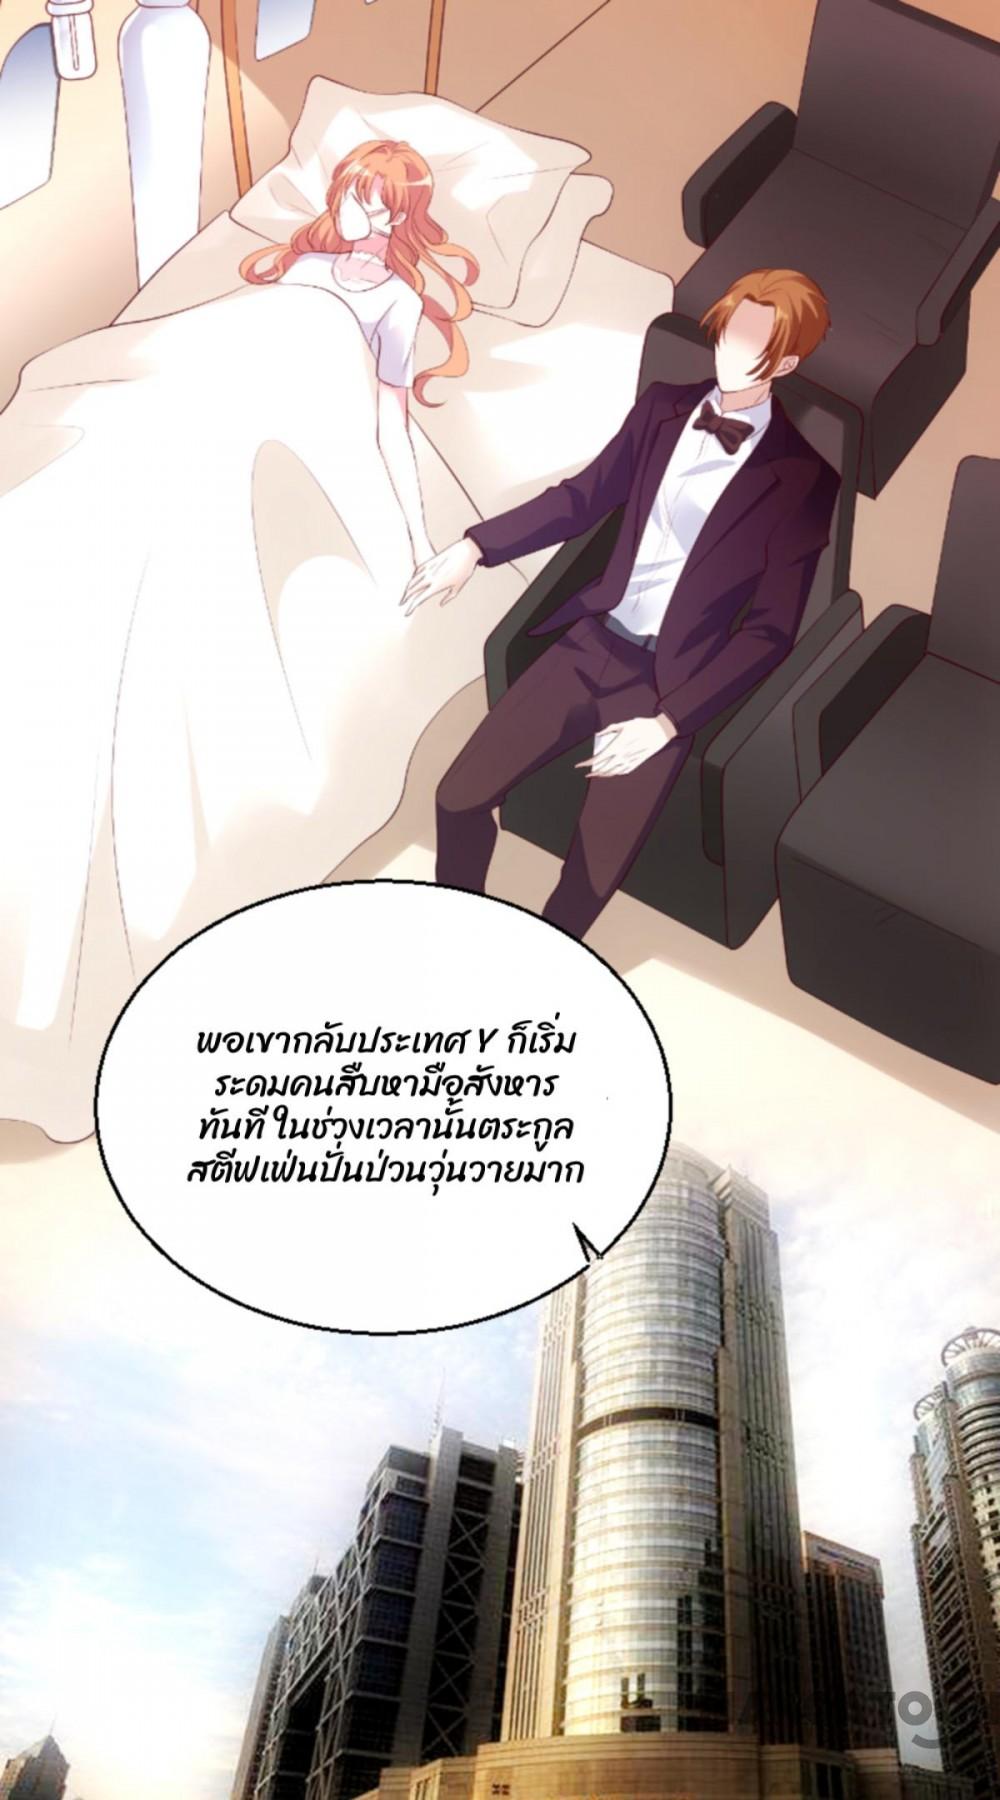 พอเขากลับประเทศ Y ก็เริ่ม
ระดมคนสืบหามือสังหาร
ทันที ในช่วงเวลานั้นตระกูล
สตีฟเฟ่นปั่นป่วนวุ่นวายมาก